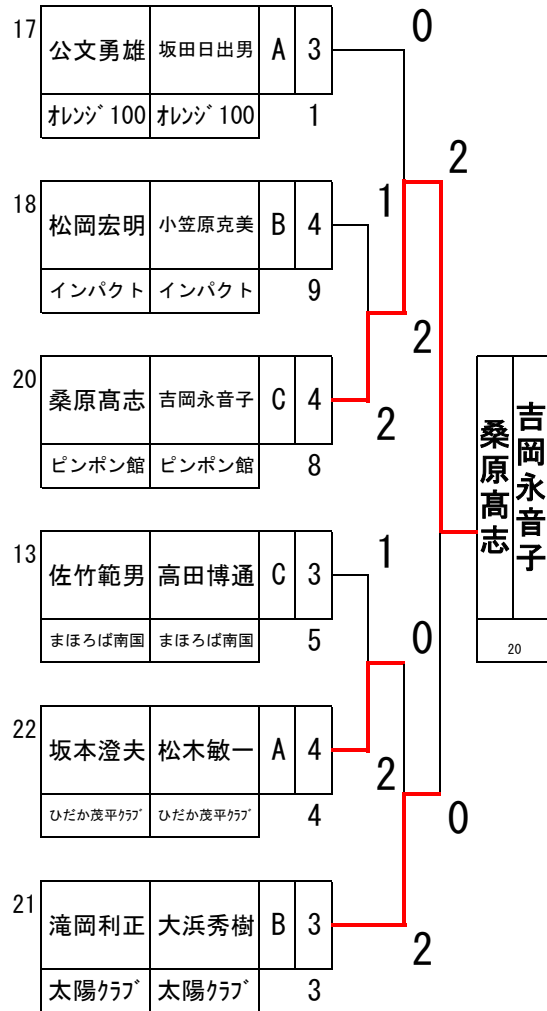 17
公文勇雄 坂田日出男 A 3
ｵﾚﾝｼﾞ100 ｵﾚﾝｼﾞ100 1
0
2
18
松岡宏明 小笠原克美 B 4
インパクト インパクト 9
1
2
20
桑原髙志 吉岡永音子 C 4
ピンポン館 ピンポン館 8
2
吉岡永音子
桑原髙志
20
13
佐竹範男 高田博通 C 3
まほろば南国 まほろば南国 5
1
0
22
坂本澄夫 松木敏一 A 4
ひだか茂平ｸﾗﾌﾞ ひだか茂平ｸﾗﾌﾞ 4
2
0
21
滝岡利正 大浜秀樹 B 3
太陽ｸﾗﾌﾞ 太陽ｸﾗﾌﾞ 3
2